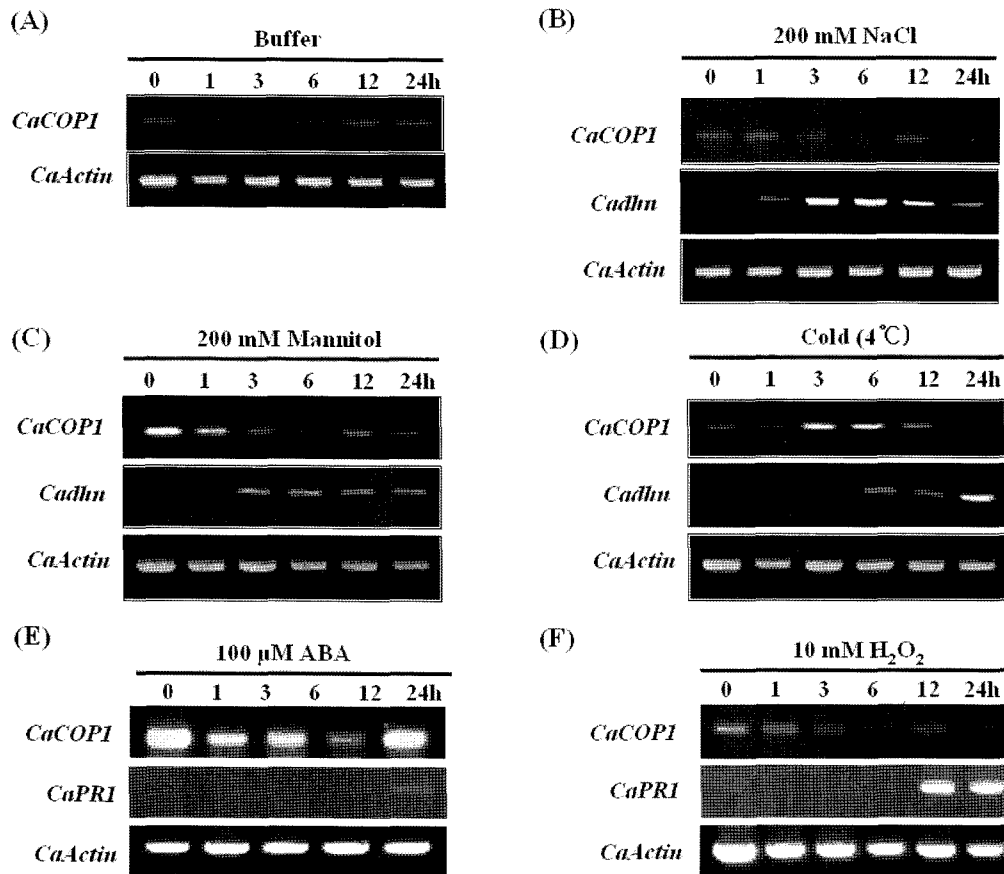 (A)
Buffer
0 1 3 6 12 24h
CaCOP1
CaActin
(B)
200 mM NaCl
0 1 3 6 12 24h
CaCOP1
Cadhn
CaActin
(C)
200 mM Mannitol
0 1 3 6 12 24h
CaCOP1
Cadhn
CaActin
(D)
Cold (4℃)
0 1 3 6 12 24h
CaCOP1
Cadhn
CaActin
(E)
100 µM ABA
0 1 3 6 12 24h
CaCOP1
CaPR1
CaActin
(F)
10 mM H₂O₂
0 1 3 6 12 24h
CaCOP1
CaPR1
CaActin